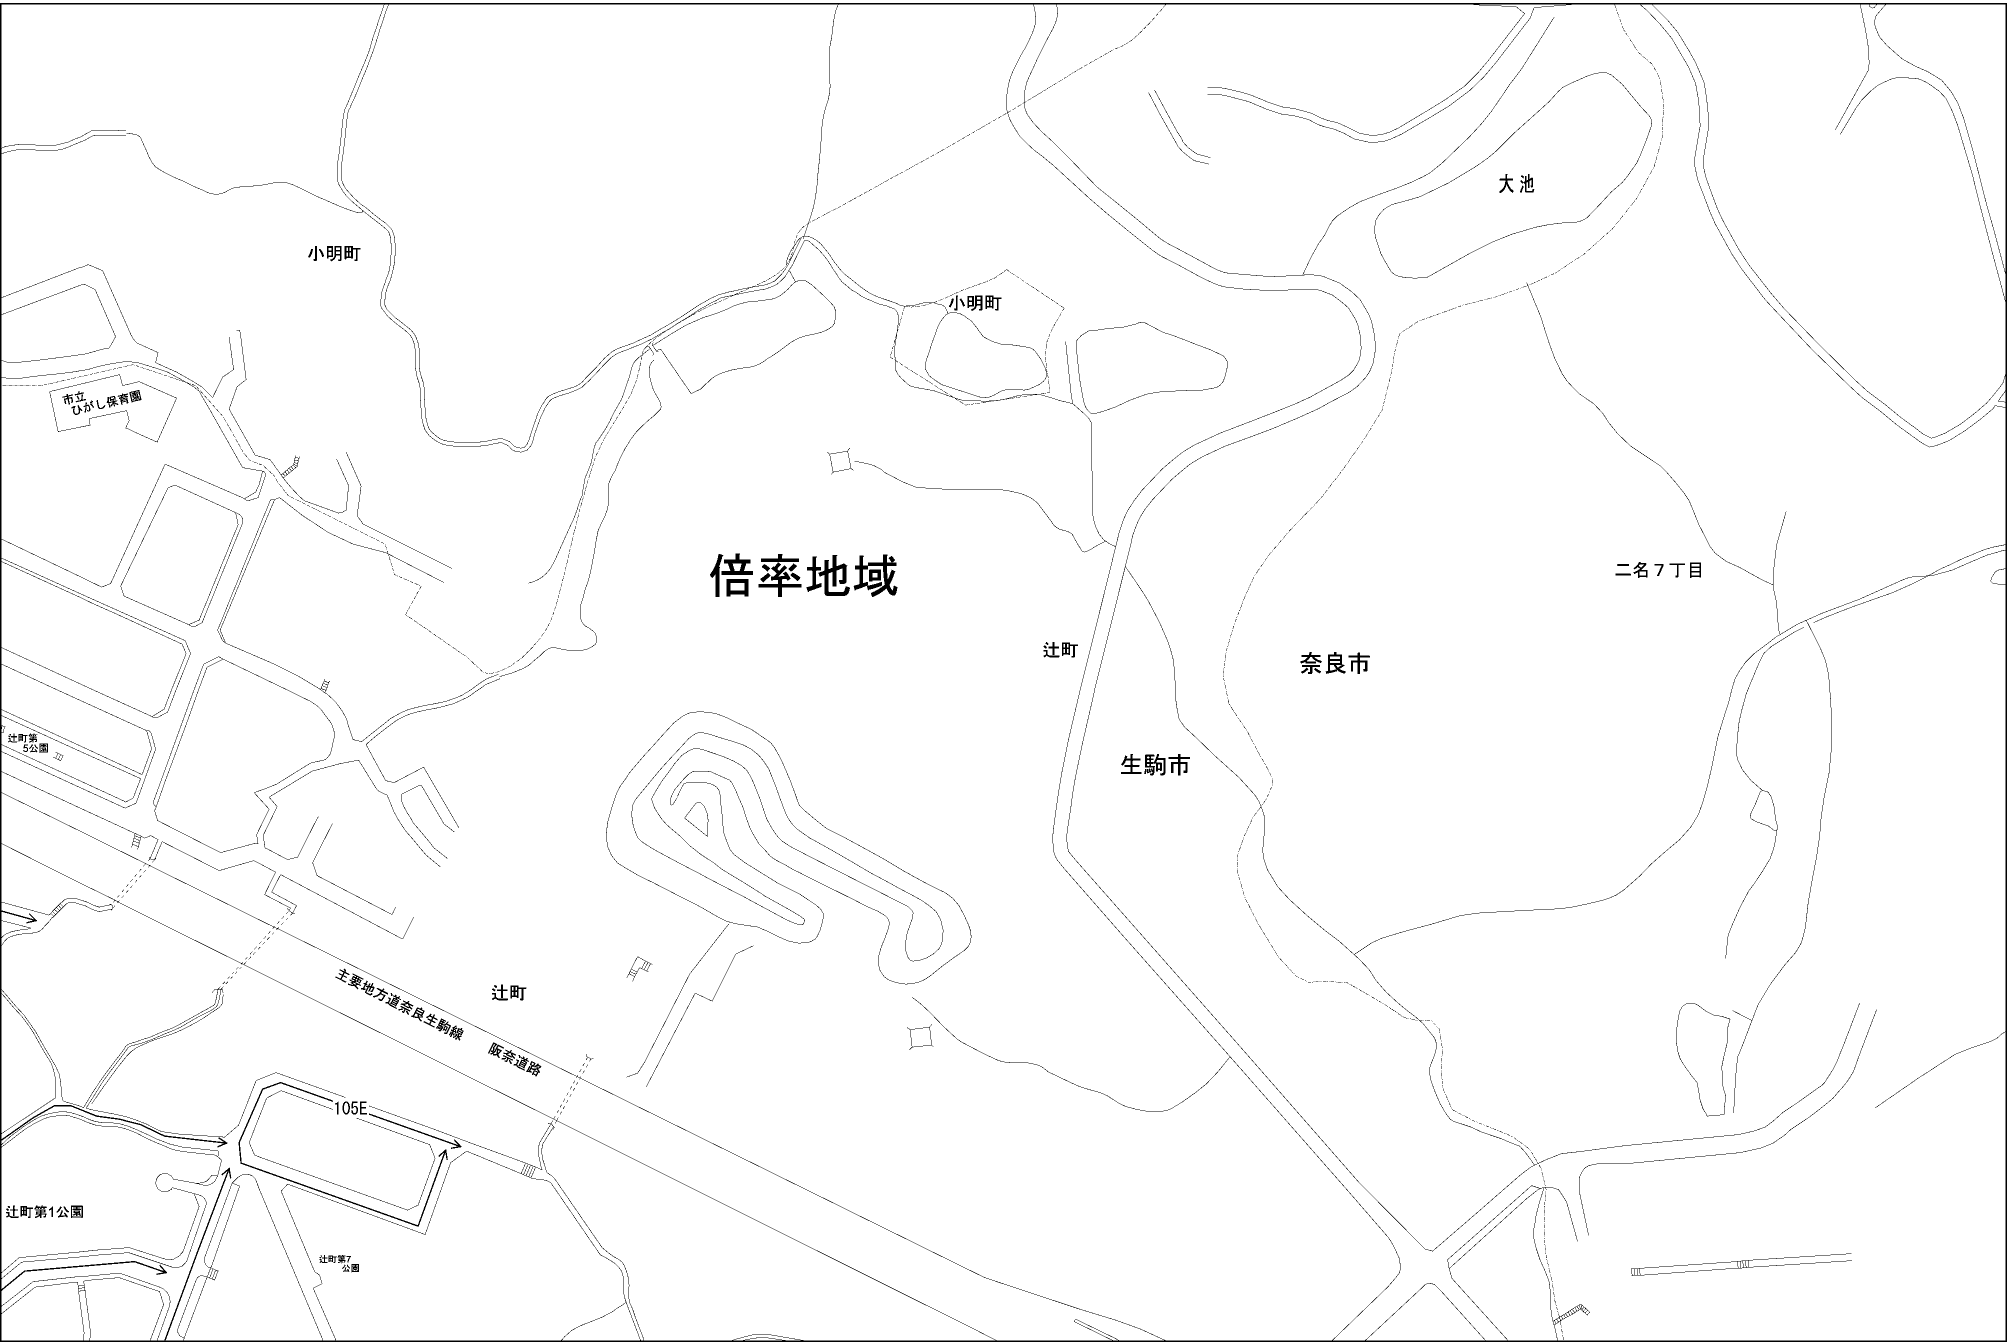 大池
小明町
小明町
市立
ひがし保育園
倍率地域
二名７丁目
辻町
奈良市
辻町第
5公園
生駒市
主要地方道奈良生駒線　阪奈道路
辻町
105E
辻町第1公園
辻町第7
公園